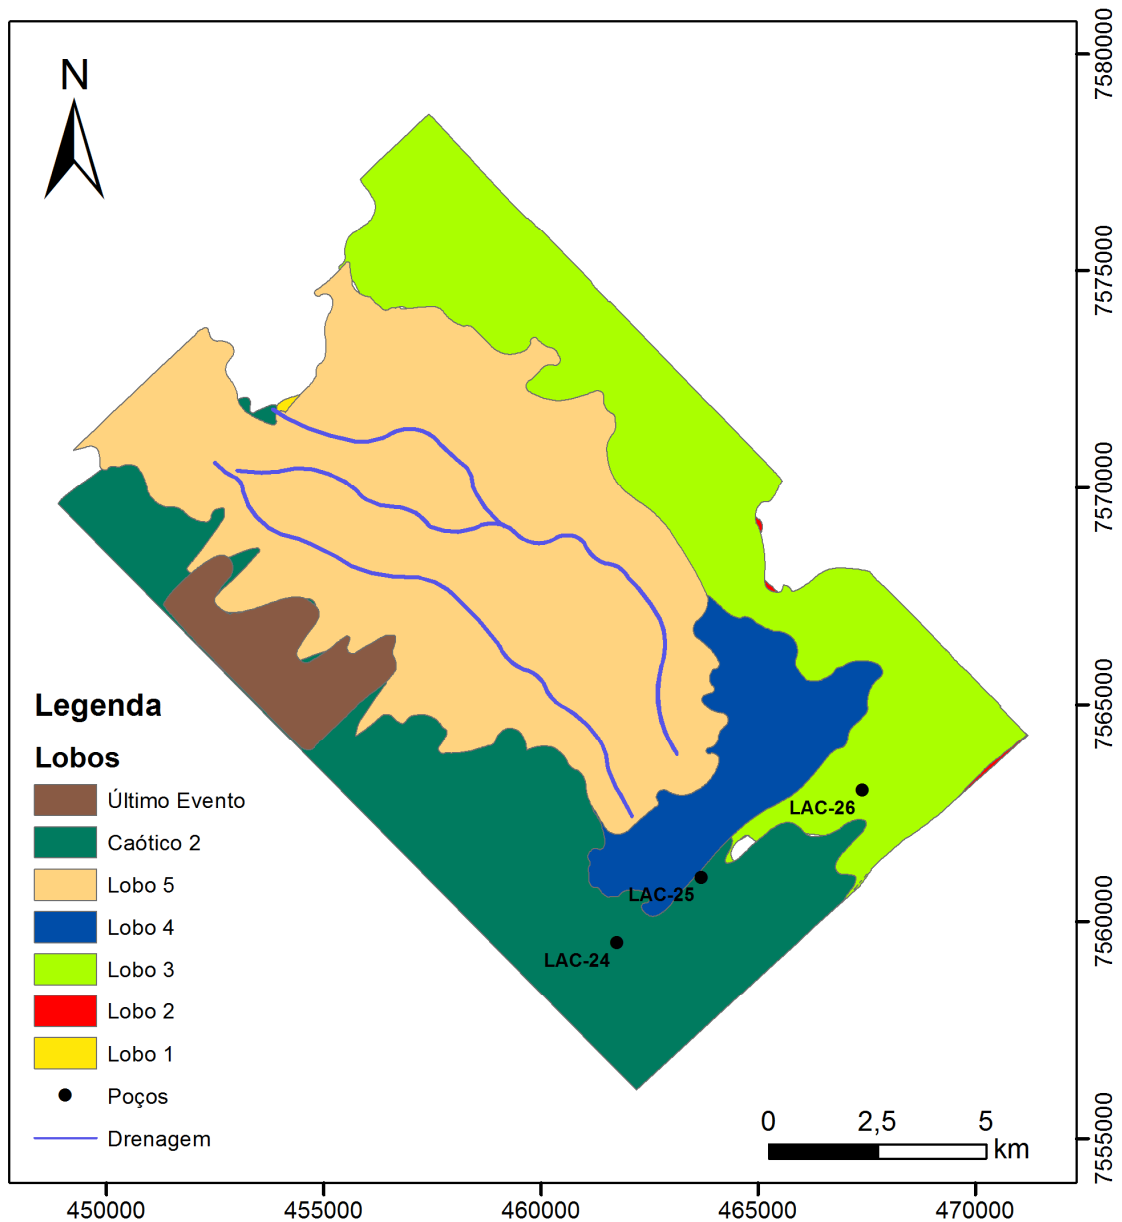 N
7580000
7575000
7570000
7565000
7560000
7555000
LAC-26
LAC-25
LAC-24
Legenda
Lobos
Último Evento
Caótico 2
Lobo 5
Lobo 4
Lobo 3
Lobo 2
Lobo 1
Poços
Drenagem
0 2,5 5
km
450000 455000 460000 465000 470000